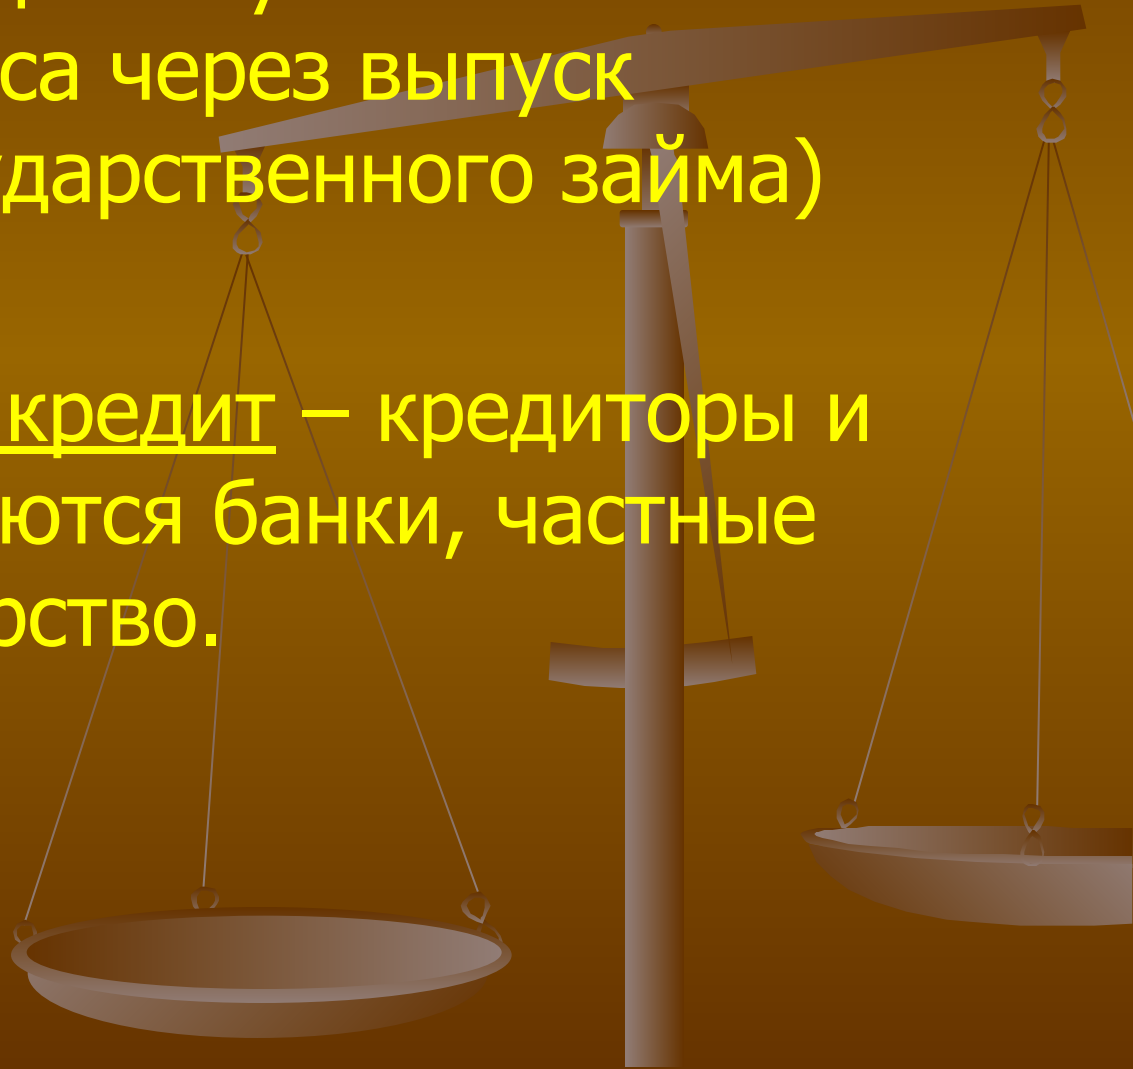 са через выпуск
ударственного займа)
кредит – кредиторы и
ются банки, частные
рство.